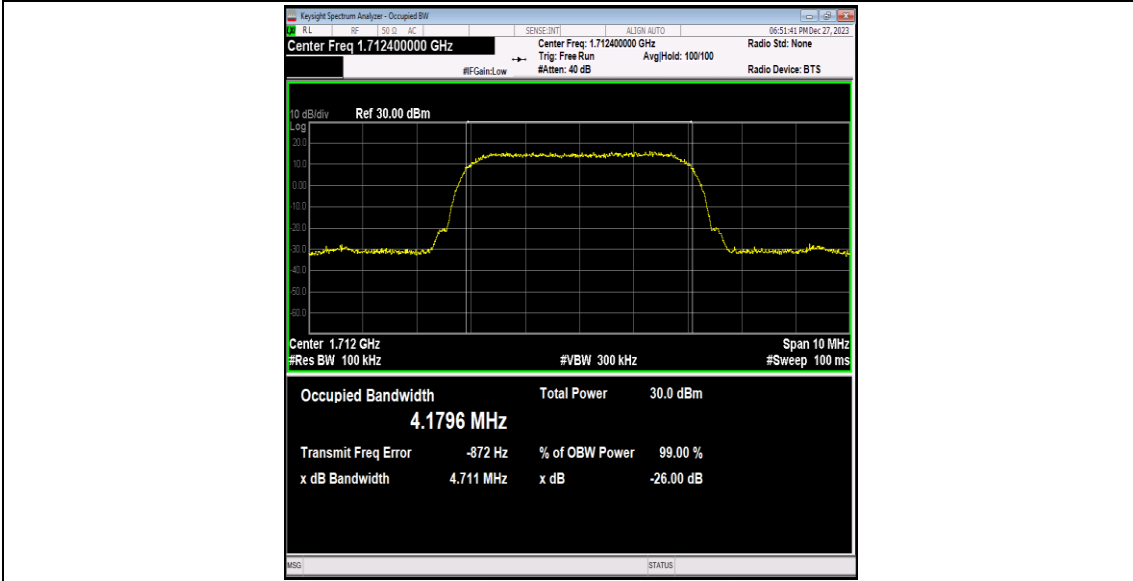 Keysight Spectrum Analyzer - Occupied BW
RL RF 50 Ω AC SENSE:INT ALIGN AUTO 06:51:41 PM Dec 27, 2023
Center Freq 1.712400000 GHz
Center Freq: 1.712400000 GHz Radio Std: None
Trig: Free Run Avg|Hold: 100/100
#IFGain:Low #Atten: 40 dB Radio Device: BTS
10 dB/div Ref 30.00 dBm
Log
20.0
10.0
0.00
-10.0
-20.0
-30.0
-40.0
-50.0
-60.0
Center 1.712 GHz Span 10 MHz
#Res BW 100 kHz #VBW 300 kHz #Sweep 100 ms
Occupied Bandwidth Total Power 30.0 dBm
4.1796 MHz
Transmit Freq Error -872 Hz % of OBW Power 99.00 %
x dB Bandwidth 4.711 MHz x dB -26.00 dB
MSG STATUS